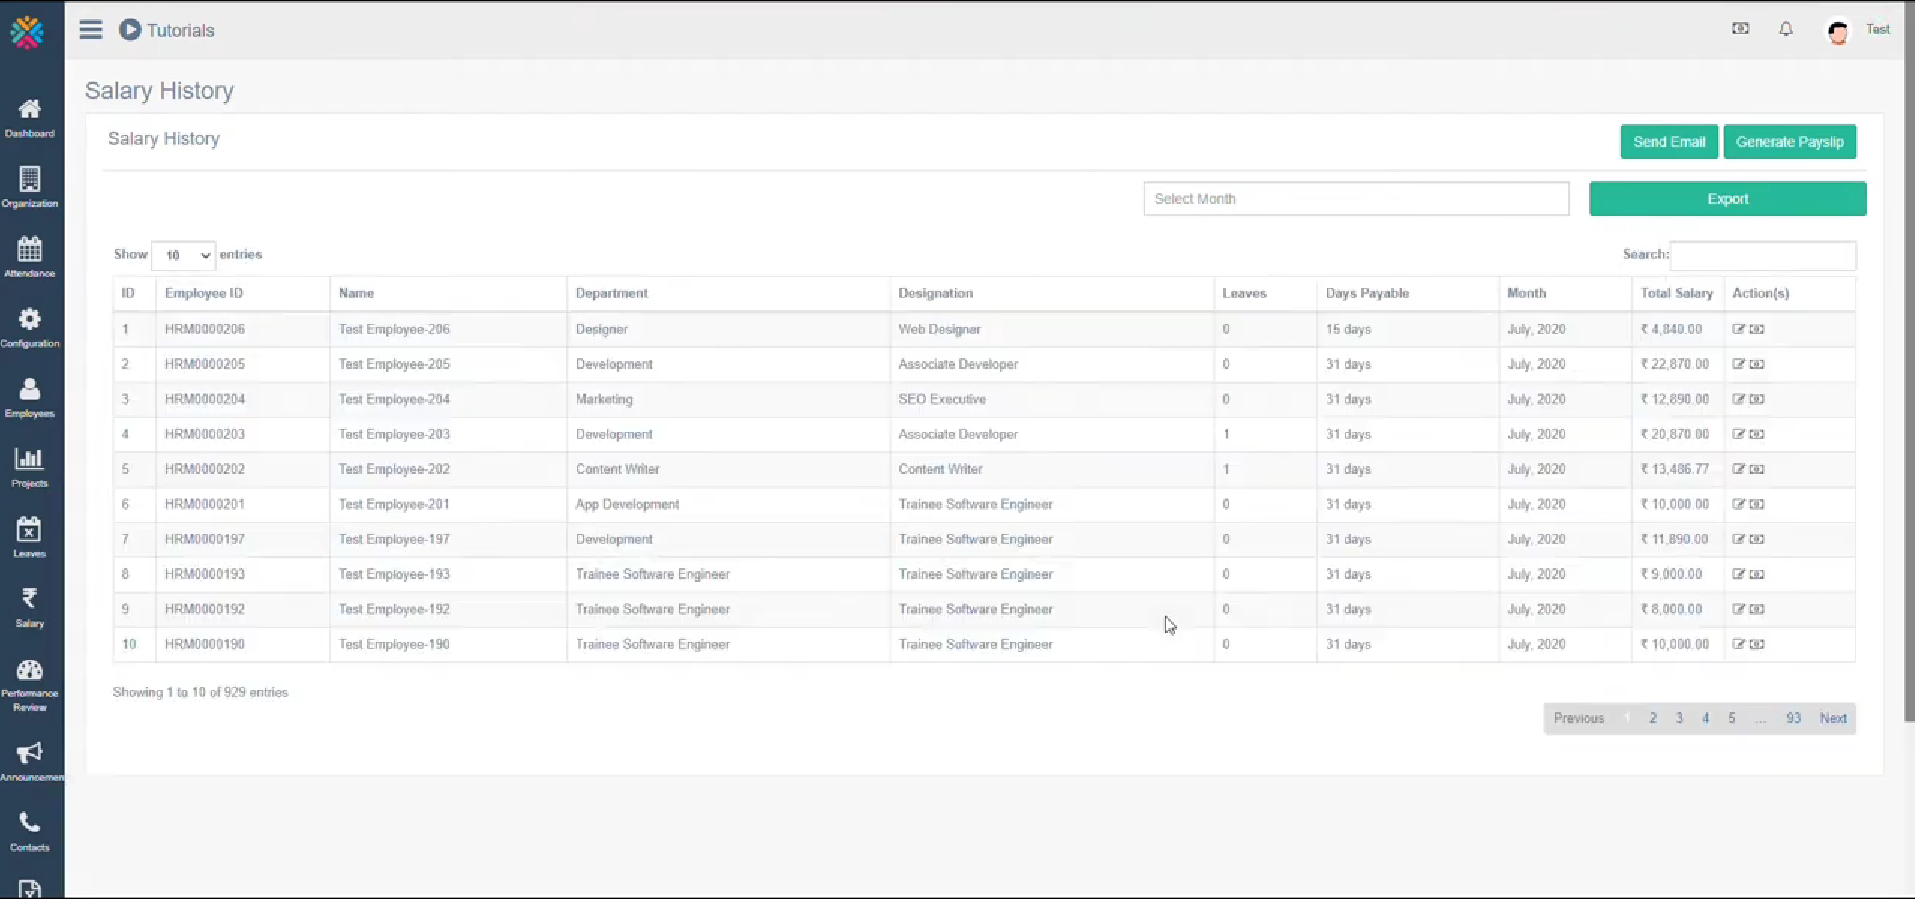 Tutorials
Test
Salary History
Salary History
Send Email Generate Payslip
Select Month Export
Show 10 entries Search:
ID Employee ID Name Department Designation Leaves Days Payable Month Total Salary Action(s)
1 HRM0000206 Test Employee-206 Designer Web Designer 0 15 days July, 2020 ₹ 4,840.00
2 HRM0000205 Test Employee-205 Development Associate Developer 0 31 days July, 2020 ₹ 22,870.00
3 HRM0000204 Test Employee-204 Marketing SEO Executive 0 31 days July, 2020 ₹ 12,890.00
4 HRM0000203 Test Employee-203 Development Associate Developer 1 31 days July, 2020 ₹ 20,870.00
5 HRM0000202 Test Employee-202 Content Writer Content Writer 1 31 days July, 2020 ₹ 13,486.77
6 HRM0000201 Test Employee-201 App Development Trainee Software Engineer 0 31 days July, 2020 ₹ 10,000.00
7 HRM0000197 Test Employee-197 Development Trainee Software Engineer 0 31 days July, 2020 ₹ 11,890.00
8 HRM0000193 Test Employee-193 Trainee Software Engineer Trainee Software Engineer 0 31 days July, 2020 ₹ 9,000.00
9 HRM0000192 Test Employee-192 Trainee Software Engineer Trainee Software Engineer 0 31 days July, 2020 ₹ 8,000.00
10 HRM0000190 Test Employee-190 Trainee Software Engineer Trainee Software Engineer 0 31 days July, 2020 ₹ 10,000.00
Showing 1 to 10 of 929 entries
Previous 1 2 3 4 5 ... 93 Next
Dashboard
Organization
Attendance
Configuration
Employees
Projects
Leaves
₹
Salary
Performance
Review
Announcemen
Contacts